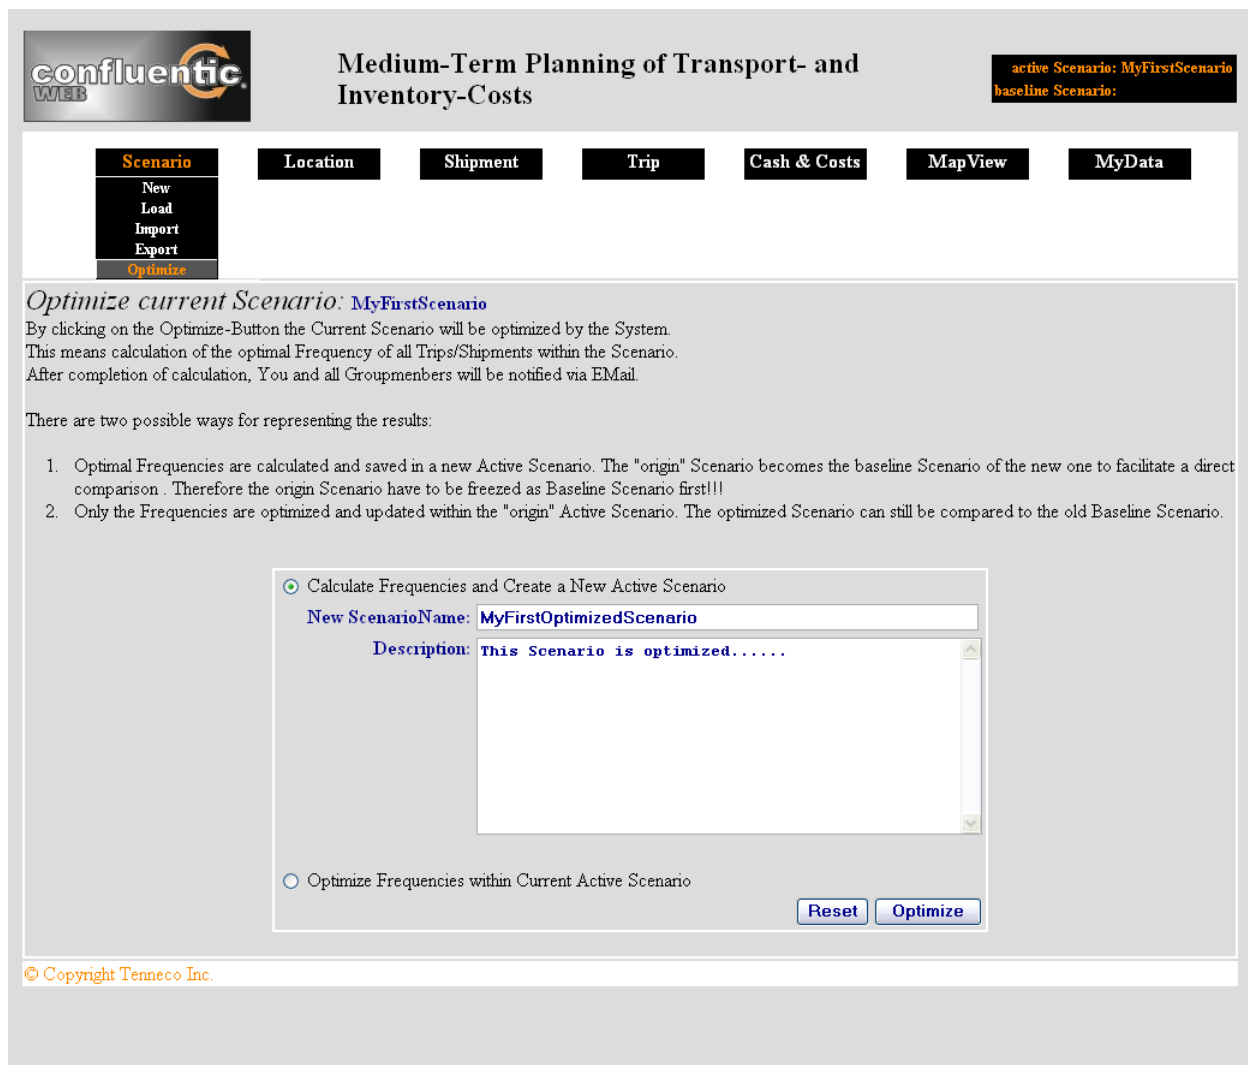 confluentic.
WEB
Medium-Term Planning of Transport- and
Inventory-Costs
active Scenario: MyFirstScenario
baseline Scenario:
Scenario Location Shipment Trip Cash & Costs MapView MyData
New
Load
Import
Export
Optimize
Optimize current Scenario: MyFirstScenario
By clicking on the Optimize-Button the Current Scenario will be optimized by the System.
This means calculation of the optimal Frequency of all Trips/Shipments within the Scenario.
After completion of calculation, You and all Groupmenbers will be notified via EMail.
There are two possible ways for representing the results:
1. Optimal Frequencies are calculated and saved in a new Active Scenario. The "origin" Scenario becomes the baseline Scenario of the new one to facilitate a direct
comparison . Therefore the origin Scenario have to be freezed as Baseline Scenario first!!!
2. Only the Frequencies are optimized and updated within the "origin" Active Scenario. The optimized Scenario can still be compared to the old Baseline Scenario.
Calculate Frequencies and Create a New Active Scenario
New ScenarioName: MyFirstOptimizedScenario
Description: This Scenario is optimized......
Optimize Frequencies within Current Active Scenario
Reset Optimize
© Copyright Tenneco Inc.